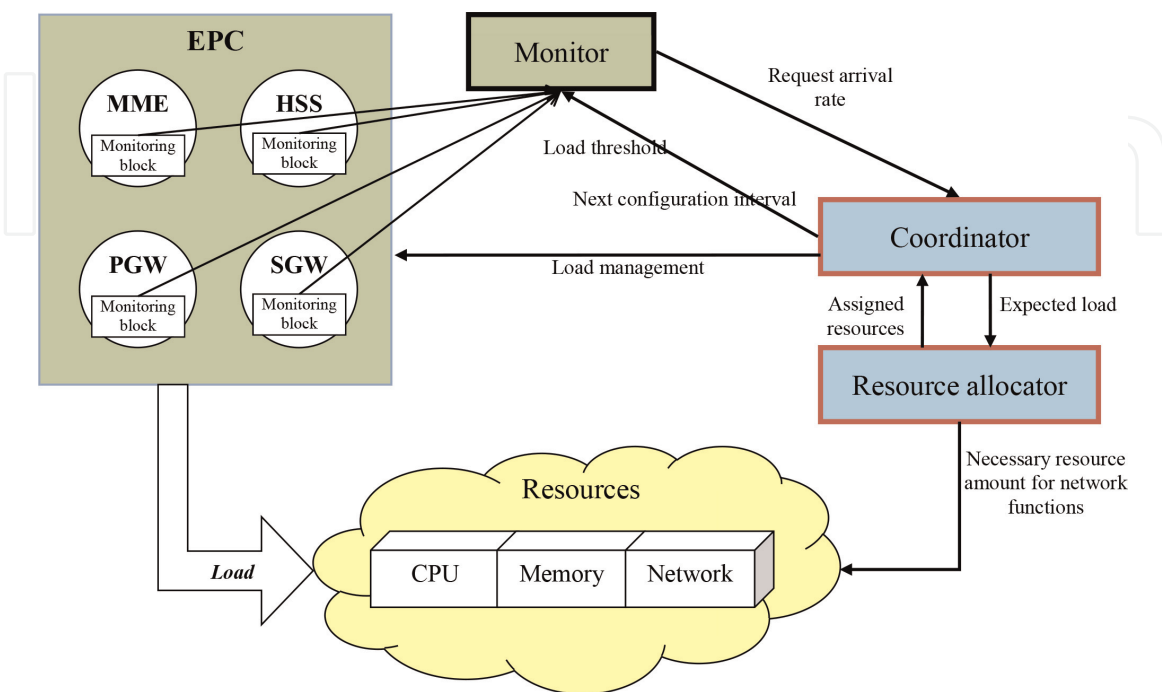 EPC
MME
Monitoring
block
HSS
Monitoring
block
PGW
Monitoring
block
SGW
Monitoring
block
Monitor
Request arrival
rate
Load threshold
Next configuration interval
Load management
Coordinator
Assigned
resources
Expected load
Resource allocator
Necessary resource
amount for network
functions
Load
Resources
CPU
Memory
Network